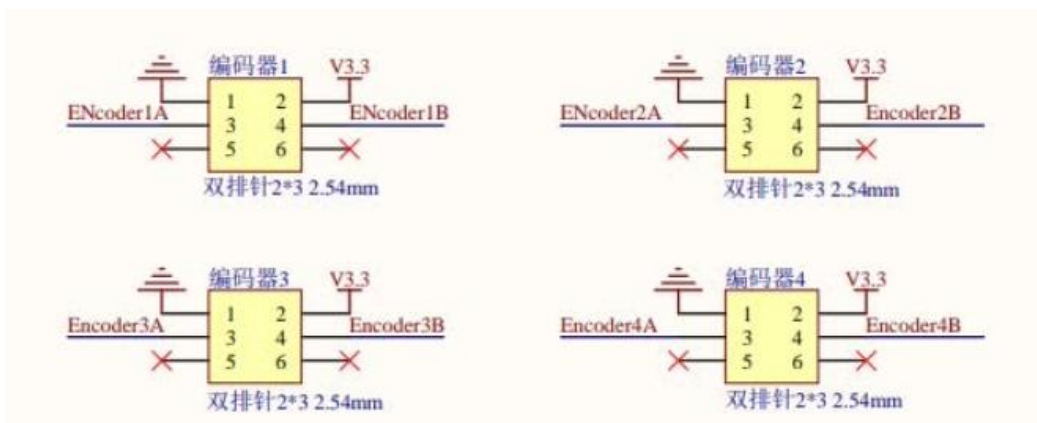 编码器1 V3.3
1 2
ENcoder1A ENcoder1B
3 4
5 6
双排针2*3 2.54mm
编码器2 V3.3
1 2
ENcoder2A Encoder2B
3 4
5 6
双排针2*3 2.54mm
编码器3 V3.3
1 2
Encoder3A Encoder3B
3 4
5 6
双排针2*3 2.54mm
编码器4 V3.3
1 2
Encoder4A Encoder4B
3 4
5 6
双排针2*3 2.54mm